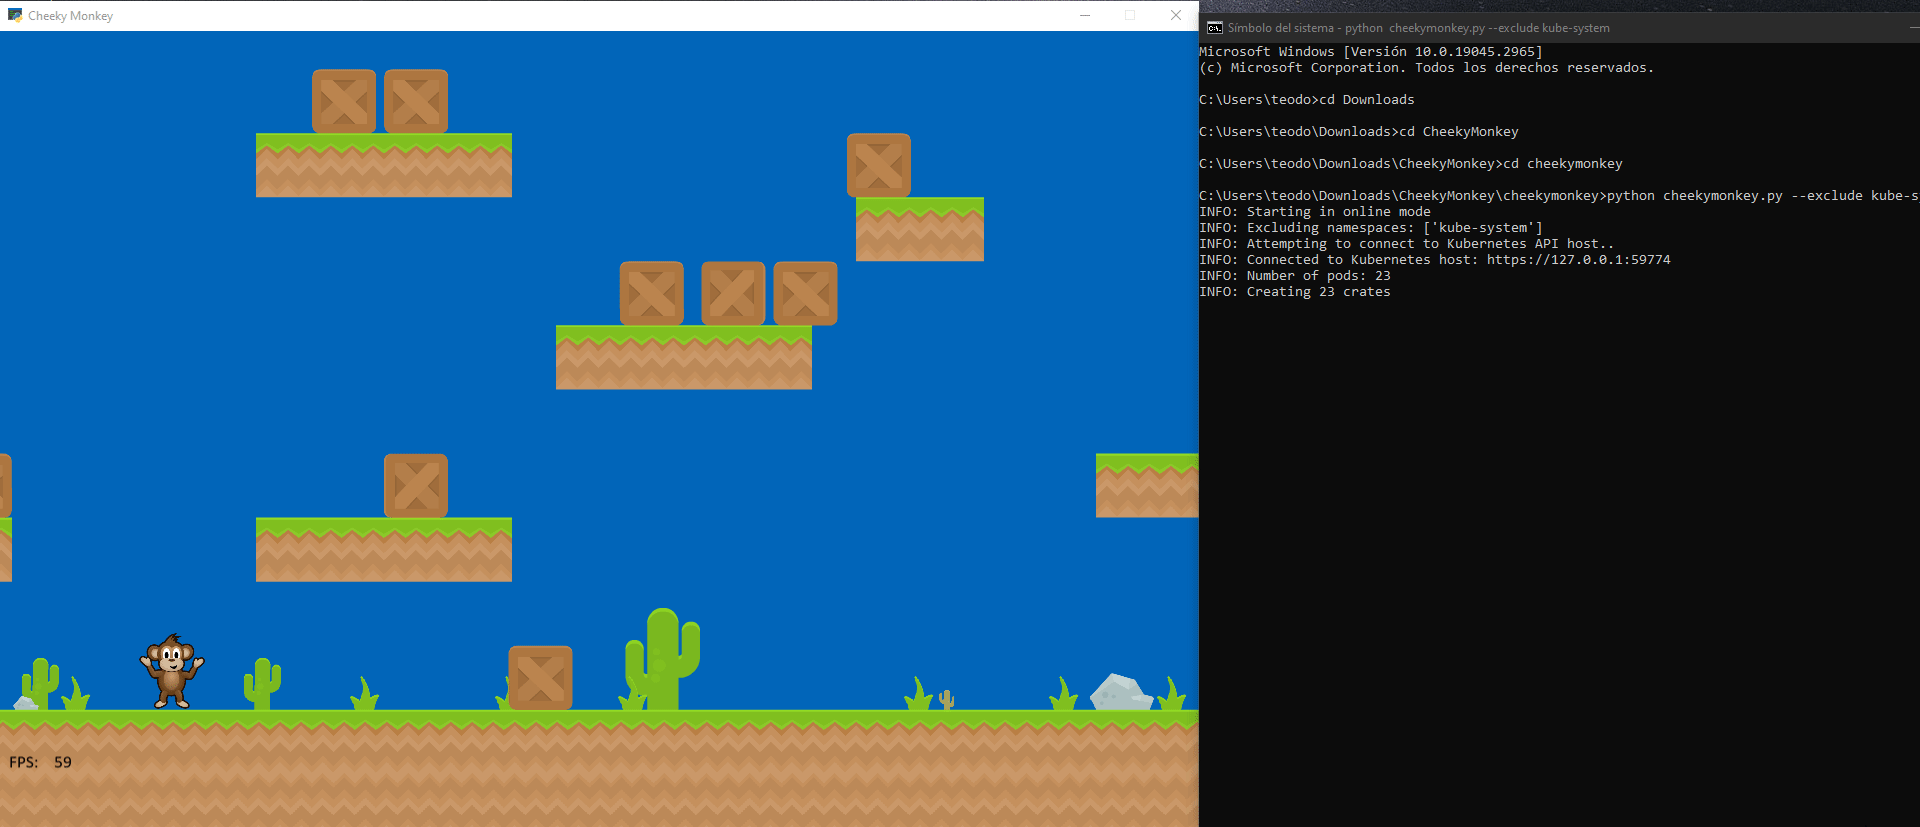 Cheeky Monkey
FPS: 59
Símbolo del sistema - python cheekymonkey.py --exclude kube-system
Microsoft Windows [Versión 10.0.19045.2965]
(c) Microsoft Corporation. Todos los derechos reservados.
C:\Users\teodo>cd Downloads
C:\Users\teodo\Downloads>cd CheekyMonkey
C:\Users\teodo\Downloads\CheekyMonkey>cd cheekymonkey
C:\Users\teodo\Downloads\CheekyMonkey\cheekymonkey>python cheekymonkey.py --exclude kube-s
INFO: Starting in online mode
INFO: Excluding namespaces: ['kube-system']
INFO: Attempting to connect to Kubernetes API host..
INFO: Connected to Kubernetes host: https://127.0.0.1:59774
INFO: Number of pods: 23
INFO: Creating 23 crates